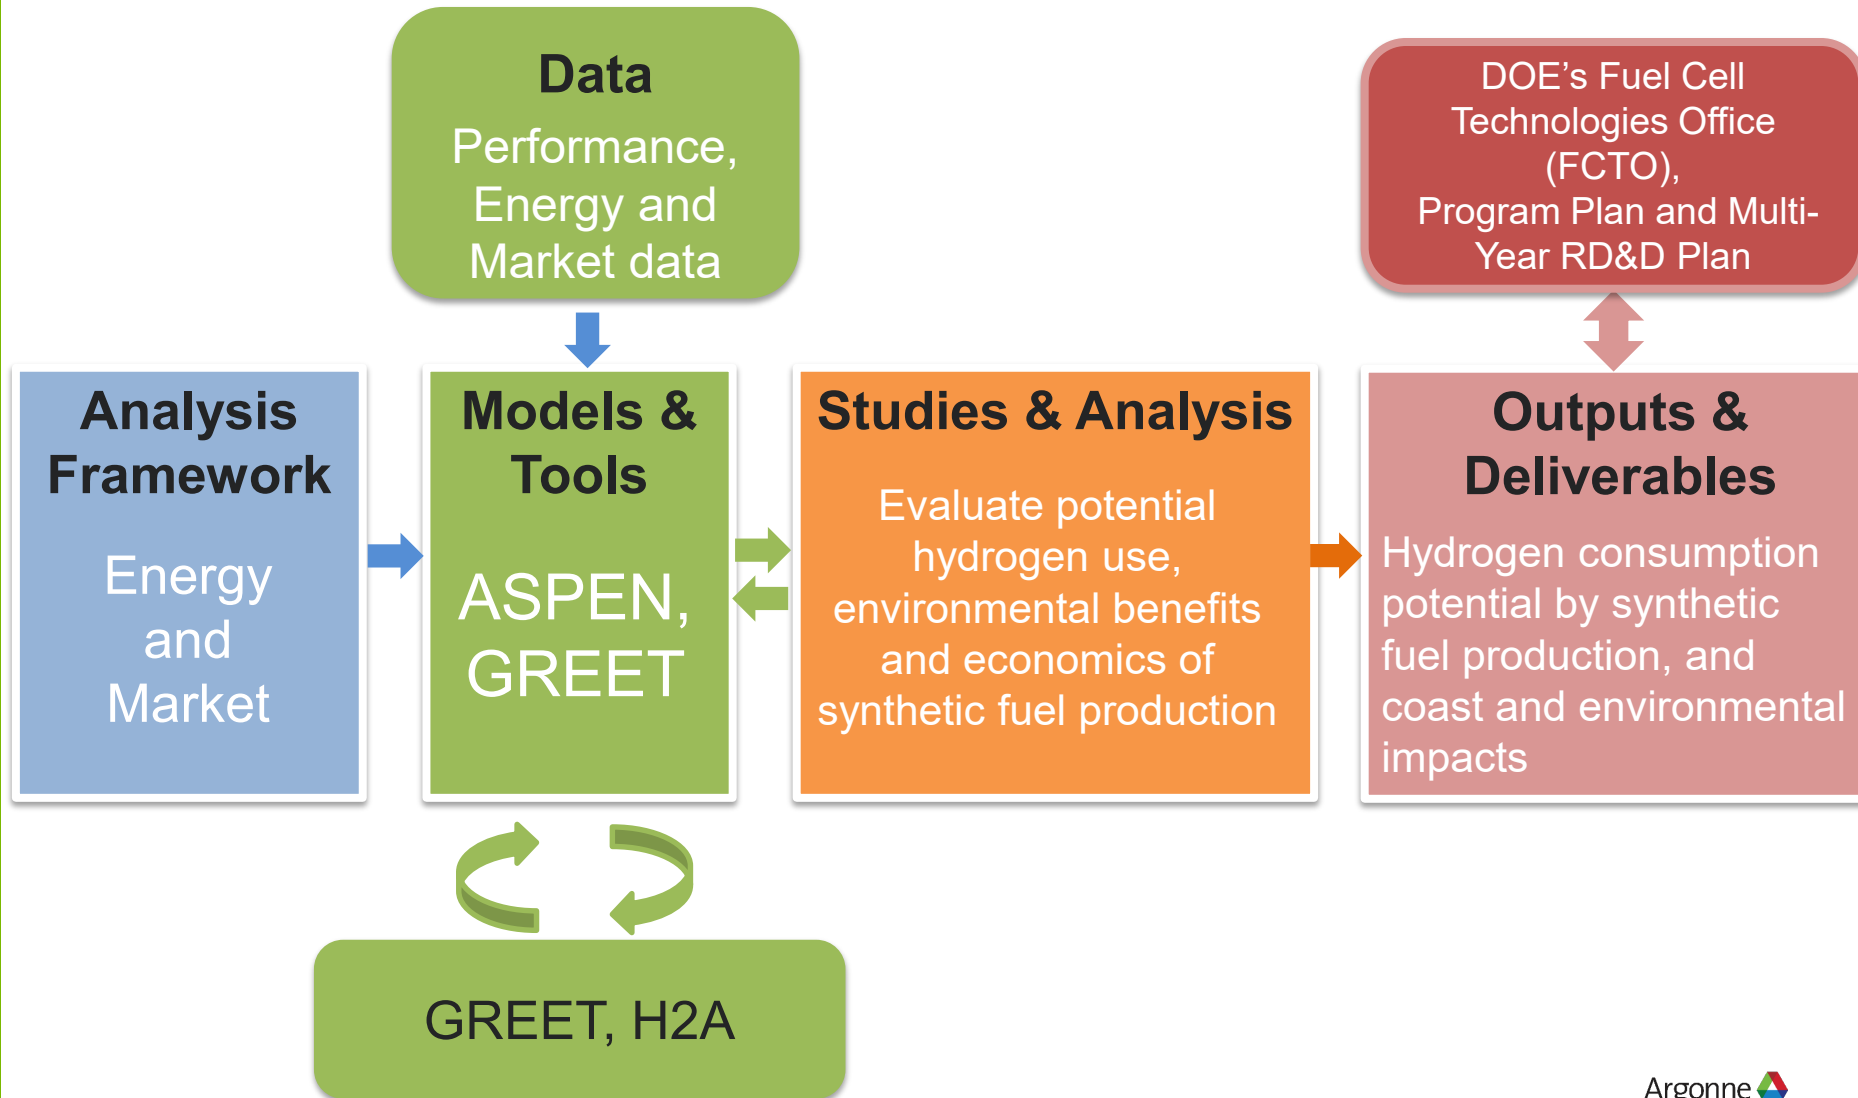 Data
Performance,
Energy and
Market data
DOE's Fuel Cell
Technologies Office
(FCTO),
Program Plan and Multi-
Year RD&D Plan
Analysis
Framework
Energy
and
Market
Models &
Tools
ASPEN,
GREET
Studies & Analysis
Evaluate potential
hydrogen use,
environmental benefits
and economics of
synthetic fuel production
Outputs &
Deliverables
Hydrogen consumption
potential by synthetic
fuel production, and
coast and environmental
impacts
GREET, H2A
Argonne